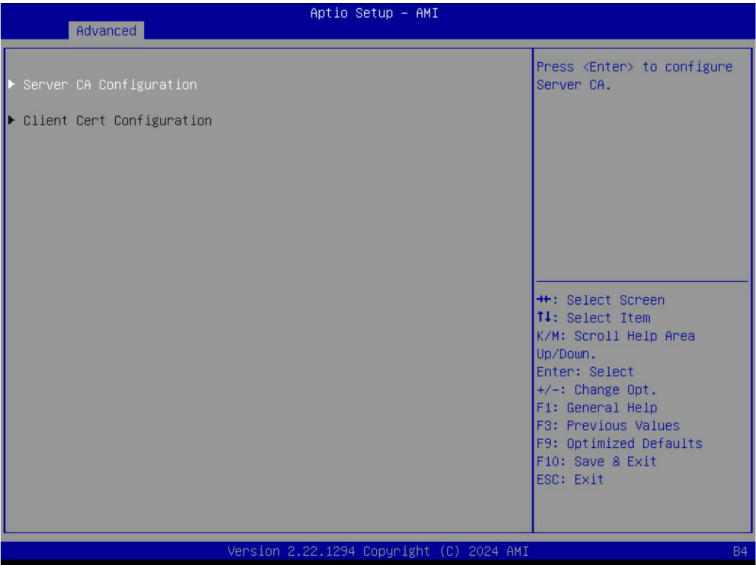 Aptio Setup – AMI
Advanced
▶ Server CA Configuration
▶ Client Cert Configuration
Press <Enter> to configure
Server CA.
→←: Select Screen
↑↓: Select Item
K/M: Scroll Help Area
Up/Down.
Enter: Select
+/-: Change Opt.
F1: General Help
F3: Previous Values
F9: Optimized Defaults
F10: Save & Exit
ESC: Exit
Version 2.22.1294 Copyright (C) 2024 AMI
B4